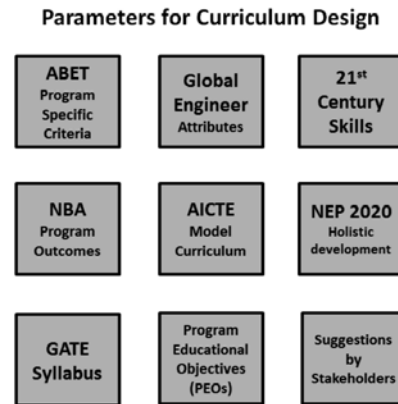 Parameters for Curriculum Design
ABET
Program
Specific
Criteria
Global
Engineer
Attributes
21st
Century
Skills
NBA
Program
Outcomes
AICTE
Model
Curriculum
NEP 2020
Holistic
development
GATE
Syllabus
Program
Educational
Objectives
(PEOs)
Suggestions
by
Stakeholders